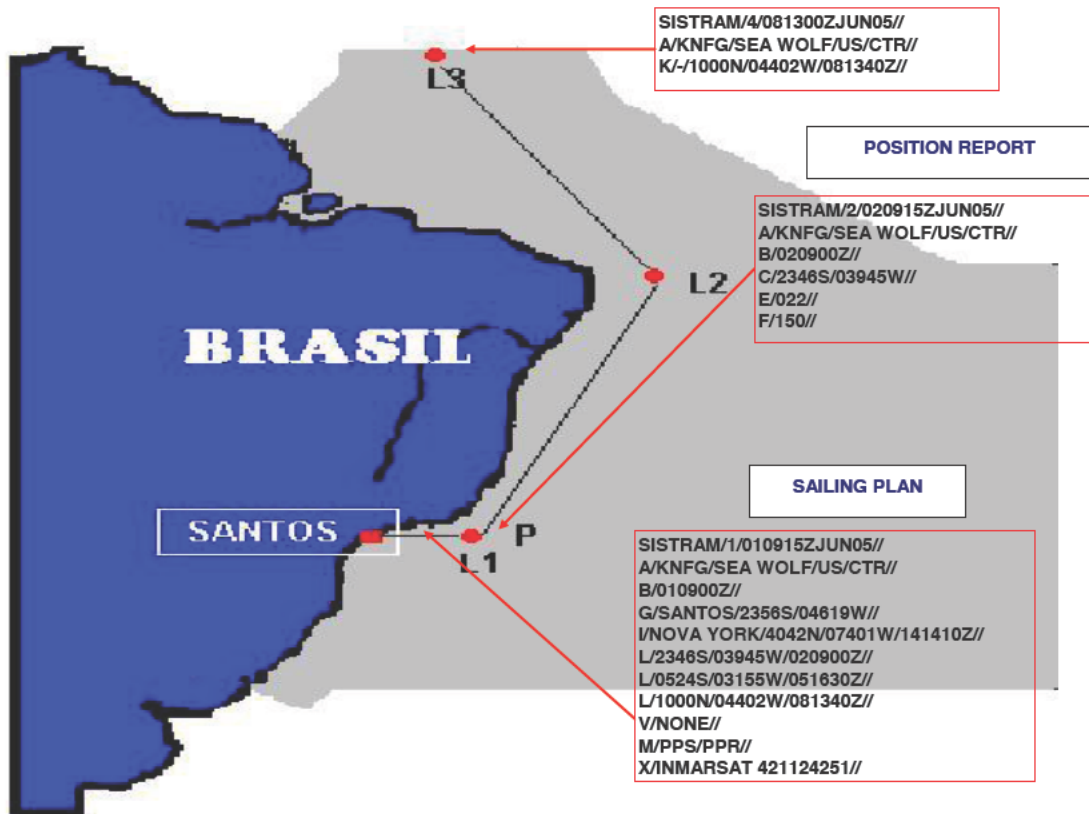 SISTRAM/4/081300ZJUN05//
A/KNFG/SEA WOLF/US/CTR//
K/-/1000N/04402W/081340Z//
L3
POSITION REPORT
SISTRAM/2/020915ZJUN05//
A/KNFG/SEA WOLF/US/CTR//
B/020900Z//
C/2346S/03945W//
E/022//
F/150//
L2
BRASIL
SAILING PLAN
SANTOS
L1
P
SISTRAM/1/010915ZJUN05//
A/KNFG/SEA WOLF/US/CTR//
B/010900Z//
G/SANTOS/2356S/04619W//
I/NOVA YORK/4042N/07401W/141410Z//
L/2346S/03945W/020900Z//
L/0524S/03155W/051630Z//
L/1000N/04402W/081340Z//
V/NONE//
M/PPS/PPR//
X/INMARSAT 421124251//